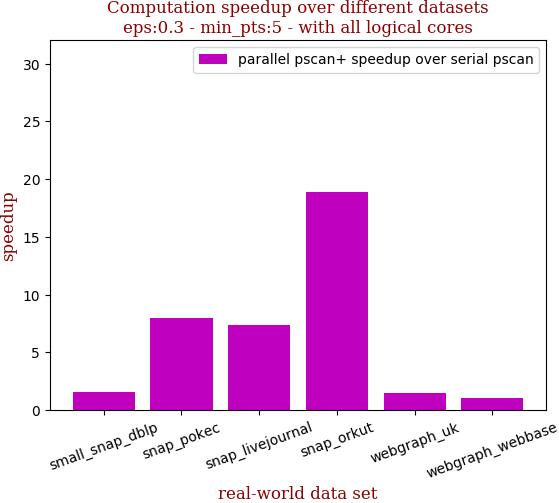 Computation speedup over different datasets
eps:0.3 - min_pts:5 - with all logical cores
parallel pscan+ speedup over serial pscan
30
25
20
15
10
5
0
speedup
small_snap_dblp
snap_pokec
snap_livejournal
snap_orkut
webgraph_uk
webgraph_webbase
real-world data set